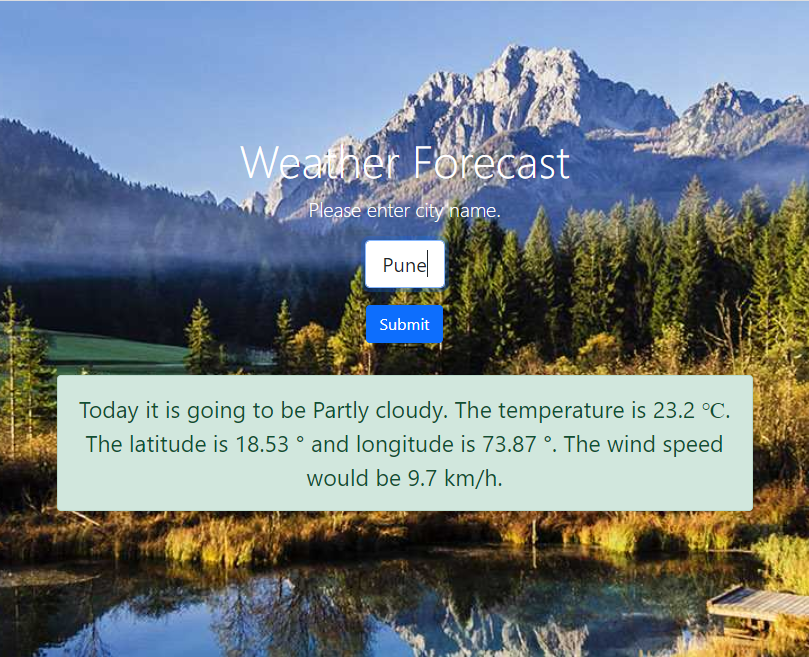 Weather Forecast
Please enter city name.
Pune
Submit
Today it is going to be Partly cloudy. The temperature is 23.2 ℃.
The latitude is 18.53 ° and longitude is 73.87 °. The wind speed
would be 9.7 km/h.